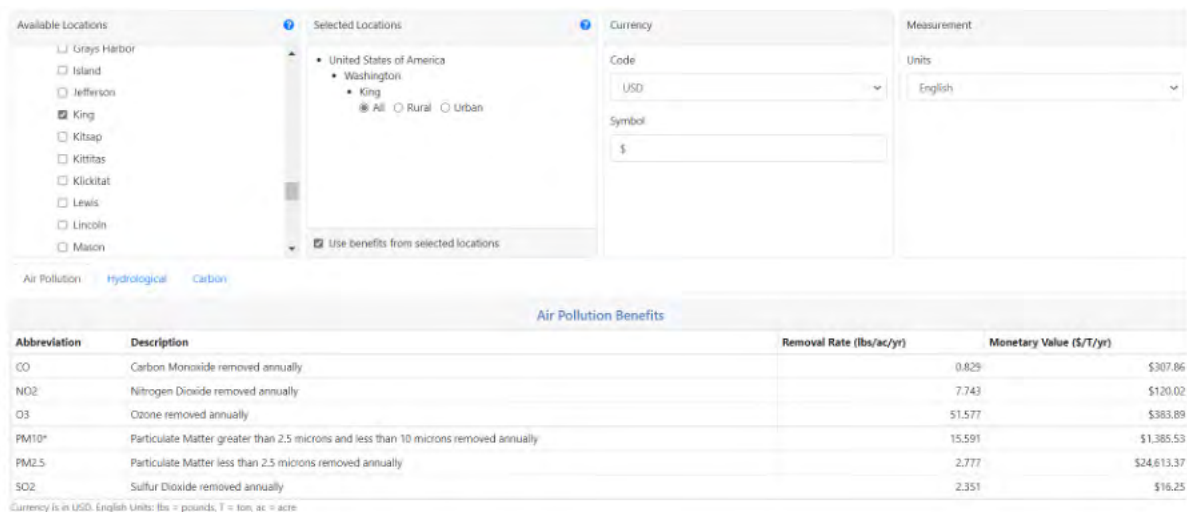 Available Locations
Grays Harbor
Island
Jefferson
King
Kitsap
Kittitas
Klickitat
Lewis
Lincoln
Mason
Selected Locations
United States of America
Washington
King
All Rural Urban
Use benefits from selected locations
Currency
Code
USD
Symbol
$
Measurement
Units
English
Air Pollution Hydrological Carbon
Air Pollution Benefits
Abbreviation Description Removal Rate (lbs/ac/yr) Monetary Value ($/T/yr)
CO Carbon Monoxide removed annually 0.829 $307.86
NO2 Nitrogen Dioxide removed annually 7.743 $120.02
O3 Ozone removed annually 51.577 $383.89
PM10* Particulate Matter greater than 2.5 microns and less than 10 microns removed annually 15.591 $1,385.53
PM2.5 Particulate Matter less than 2.5 microns removed annually 2.777 $24,613.37
SO2 Sulfur Dioxide removed annually 2.351 $16.25
Currency is in USD. English Units: lbs = pounds, T = ton, ac = acre